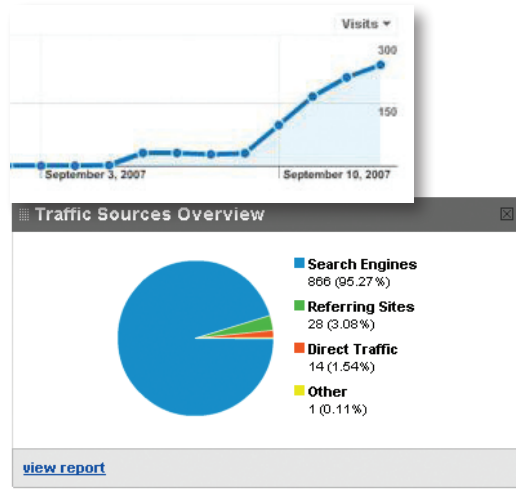 Visits
300
150
September 3, 2007
September 10, 2007
Traffic Sources Overview
Search Engines
866 (95.27%)
Referring Sites
28 (3.08%)
Direct Traffic
14 (1.54%)
Other
1 (0.11%)
view report